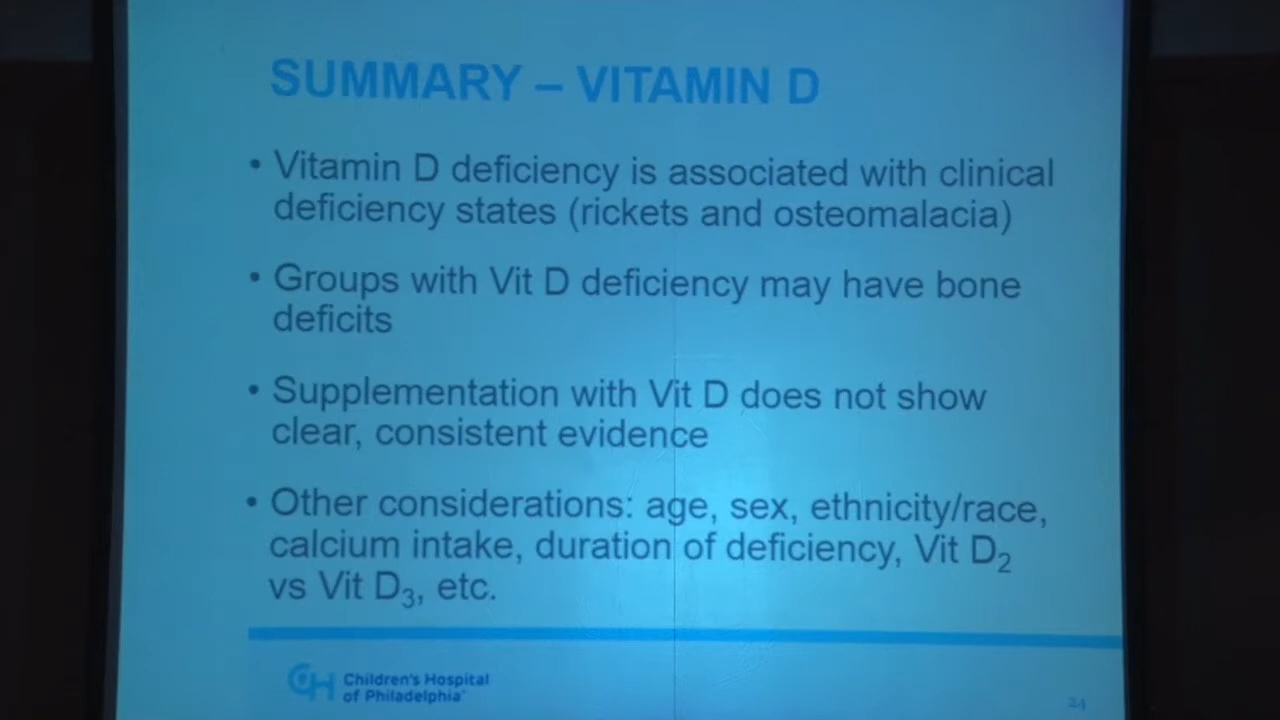 SUMMARY – VITAMIN D
• Vitamin D deficiency is associated with clinical
deficiency states (rickets and osteomalacia)
• Groups with Vit D deficiency may have bone
deficits
• Supplementation with Vit D does not show
clear, consistent evidence
• Other considerations: age, sex, ethnicity/race,
calcium intake, duration of deficiency, Vit D₂
vs Vit D₃, etc.
CH Children's Hospital
of Philadelphia
24